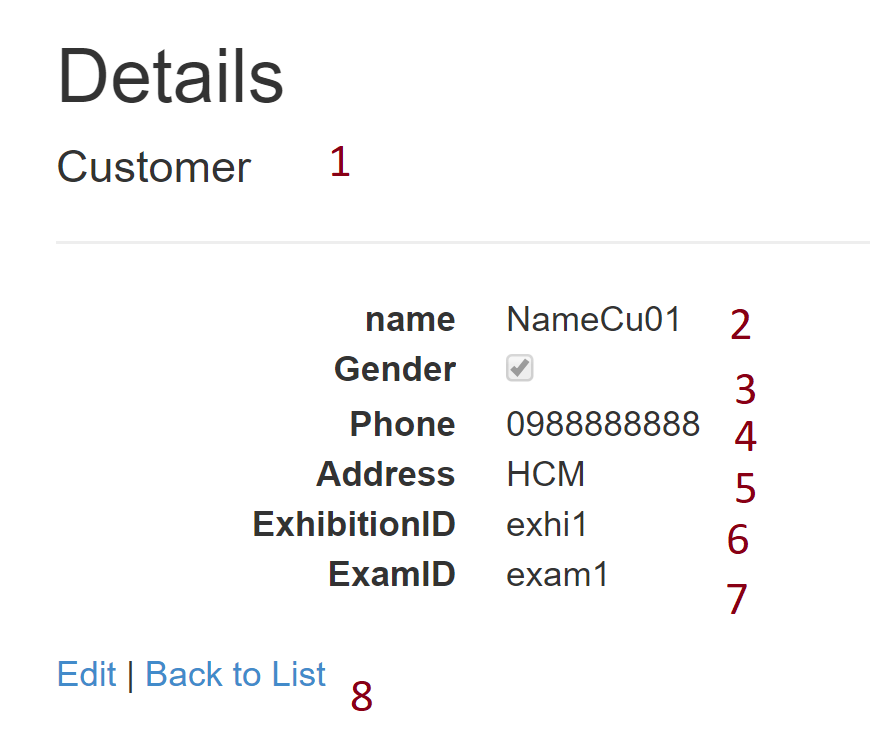 Details
Customer 1
name NameCu01 2
Gender 3
Phone 0988888888 4
Address HCM 5
ExhibitionID exhi1 6
ExamID exam1 7
Edit | Back to List 8